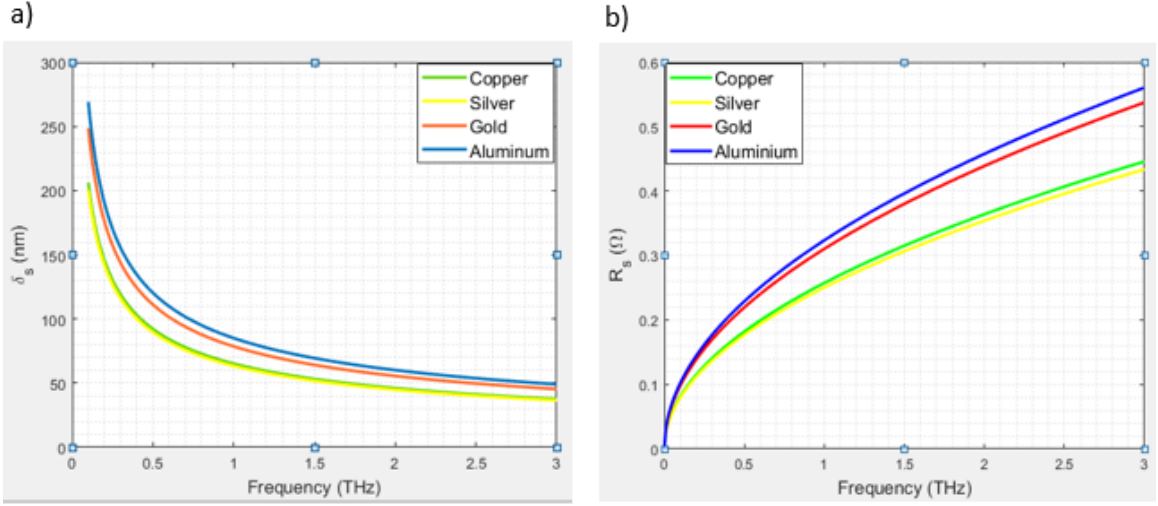 a)
300
250
200
150
100
50
0
δs (nm)
0 0.5 1 1.5 2 2.5 3
Frequency (THz)
Copper
Silver
Gold
Aluminum
b)
0.6
0.5
0.4
0.3
0.2
0.1
0
Rs (Ω)
0 0.5 1 1.5 2 2.5 3
Frequency (THz)
Copper
Silver
Gold
Aluminium